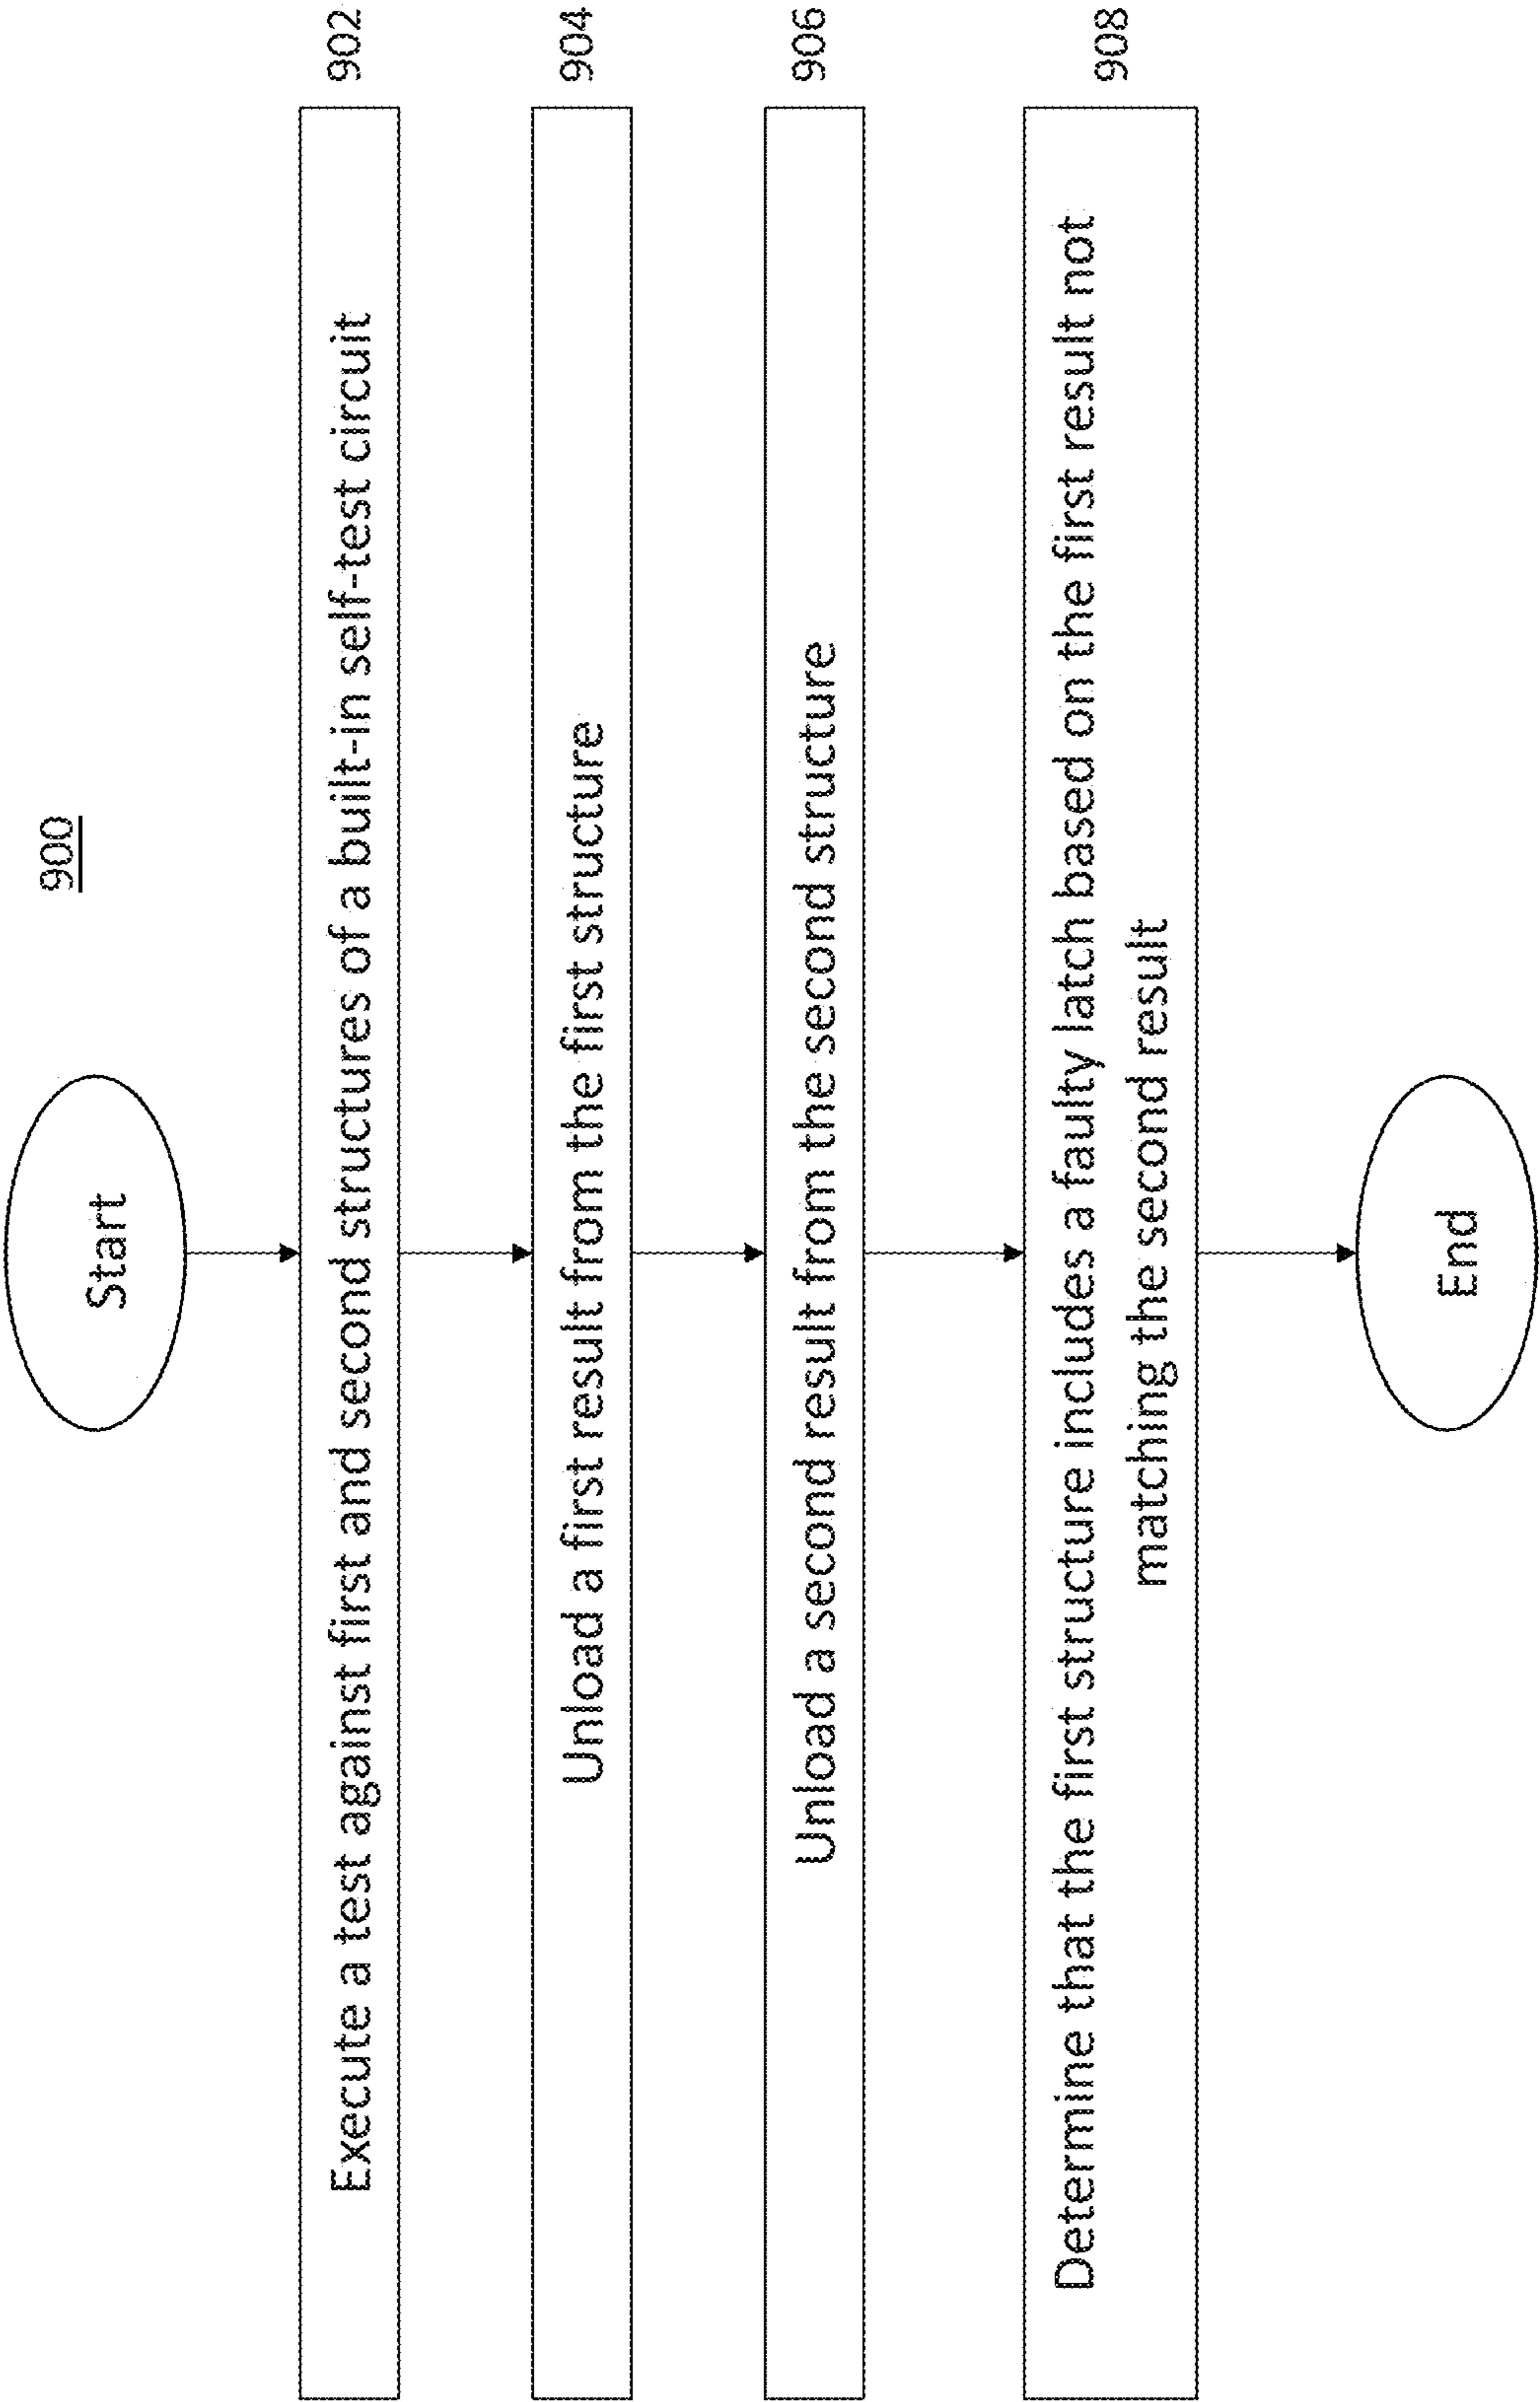 900
Start
Execute a test against first and second structures of a built-in self-test circuit
902
Unload a first result from the first structure
904
Unload a second result from the second structure
906
Determine that the first structure includes a faulty latch based on the first result not
matching the second result
908
End